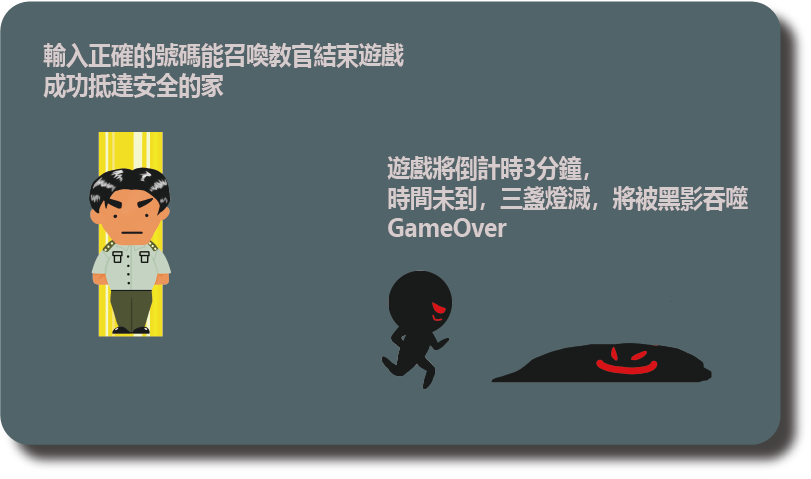 輸入正確的號碼能召喚教官結束遊戲
成功抵達安全的家
遊戲將倒計時3分鐘，
時間未到，三盞燈滅，將被黑影吞噬
GameOver